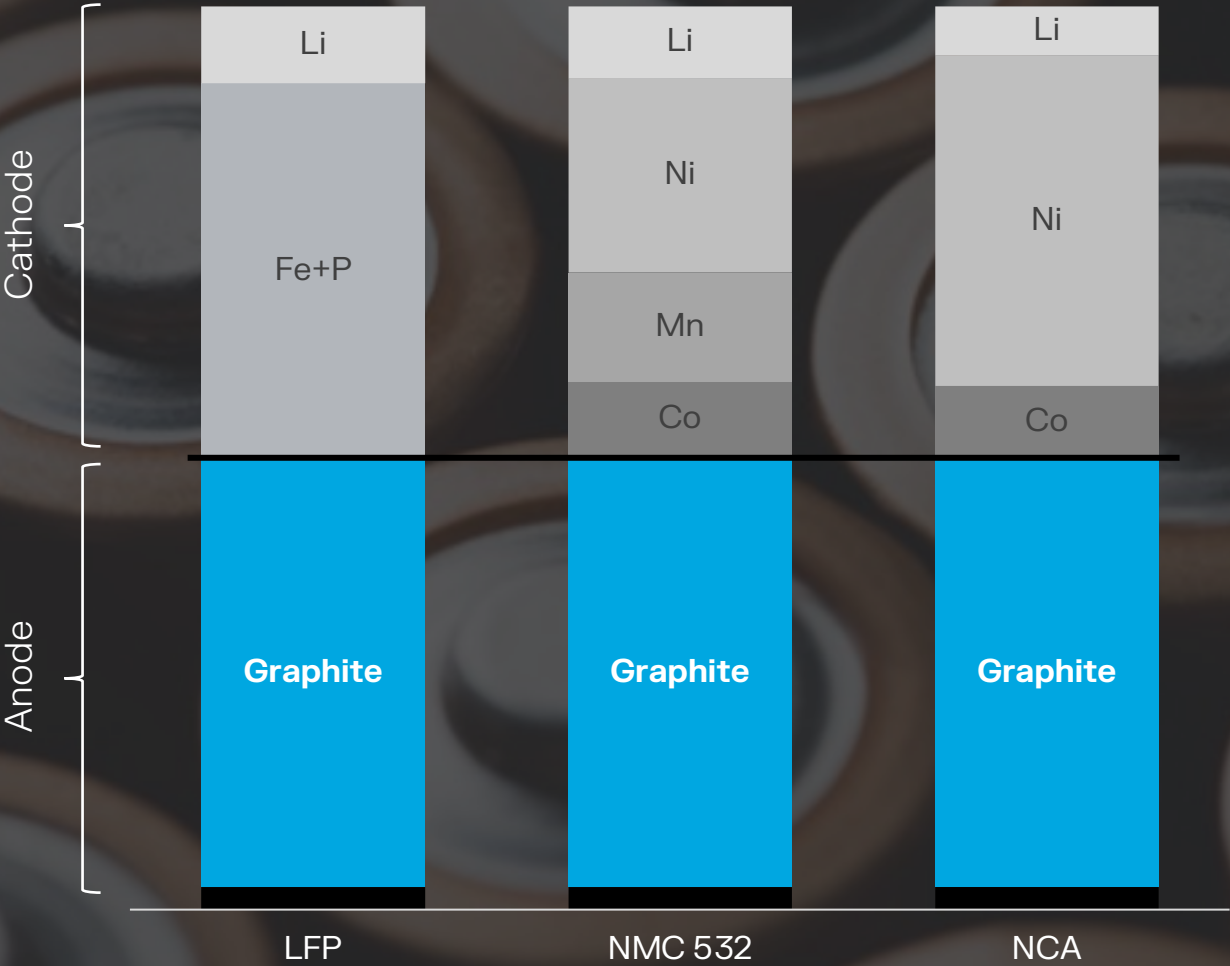 Cathode
Anode
Li
Fe+P
Graphite
LFP
Li
Ni
Mn
Co
Graphite
NMC 532
Li
Ni
Co
Graphite
NCA